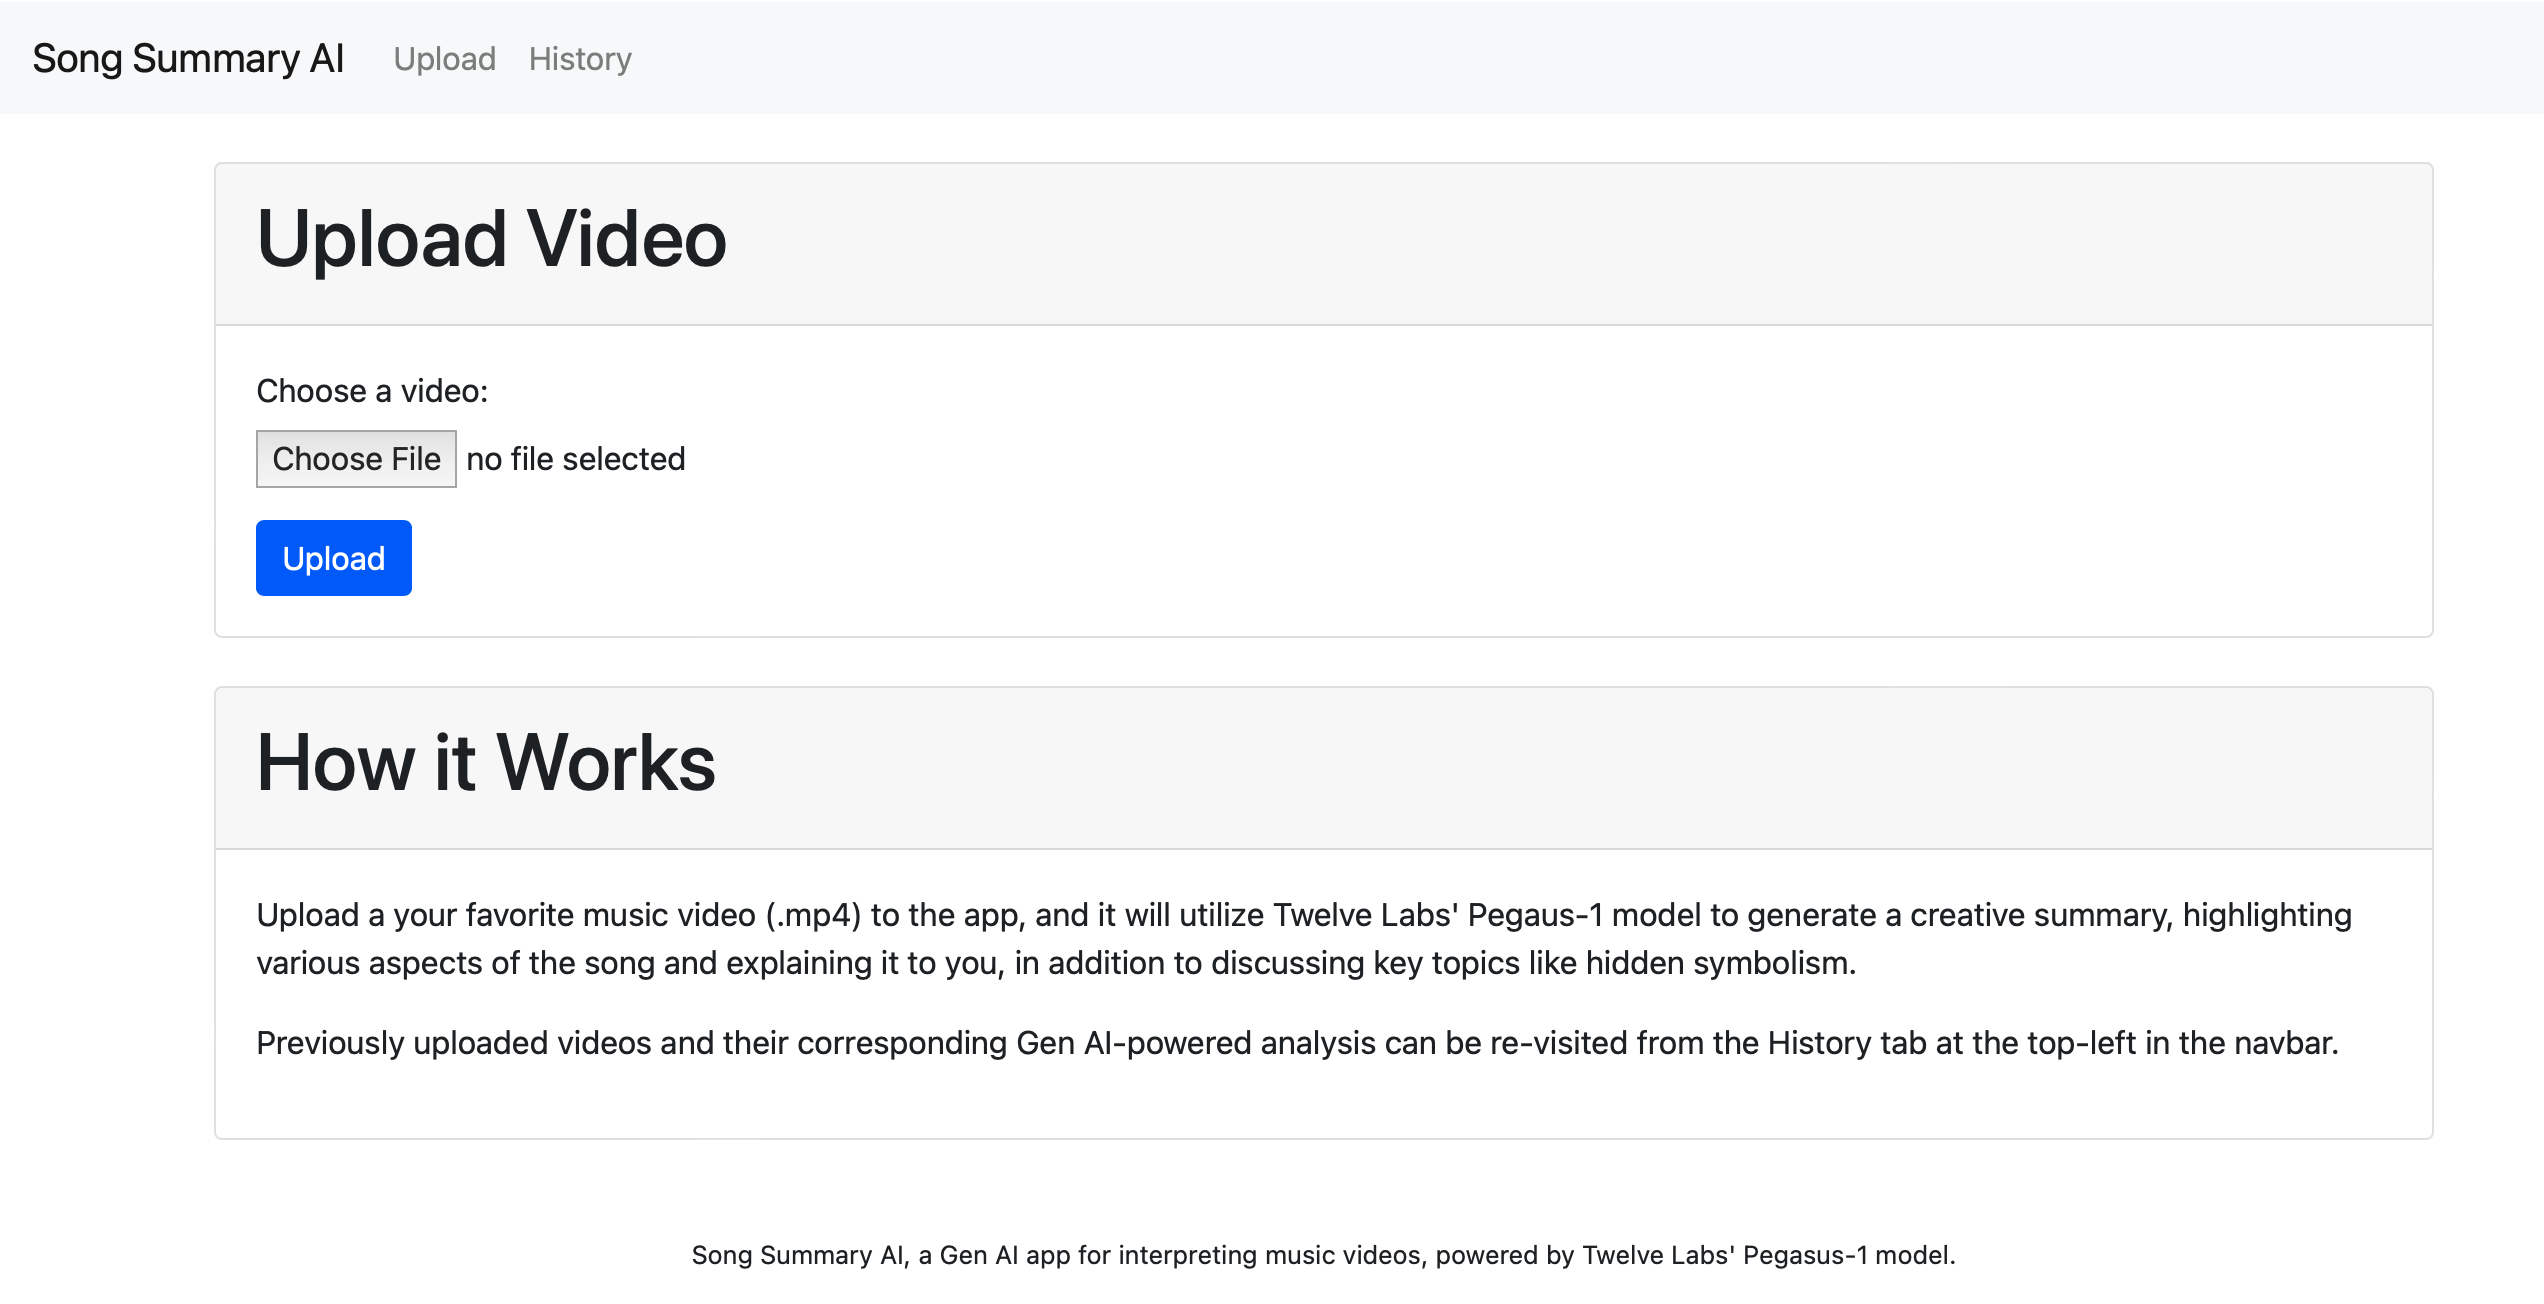 Song Summary AI Upload History
Upload Video
Choose a video:
Choose File no file selected
Upload
How it Works
Upload a your favorite music video (.mp4) to the app, and it will utilize Twelve Labs' Pegaus-1 model to generate a creative summary, highlighting
various aspects of the song and explaining it to you, in addition to discussing key topics like hidden symbolism.
Previously uploaded videos and their corresponding Gen AI-powered analysis can be re-visited from the History tab at the top-left in the navbar.
Song Summary AI, a Gen AI app for interpreting music videos, powered by Twelve Labs' Pegasus-1 model.